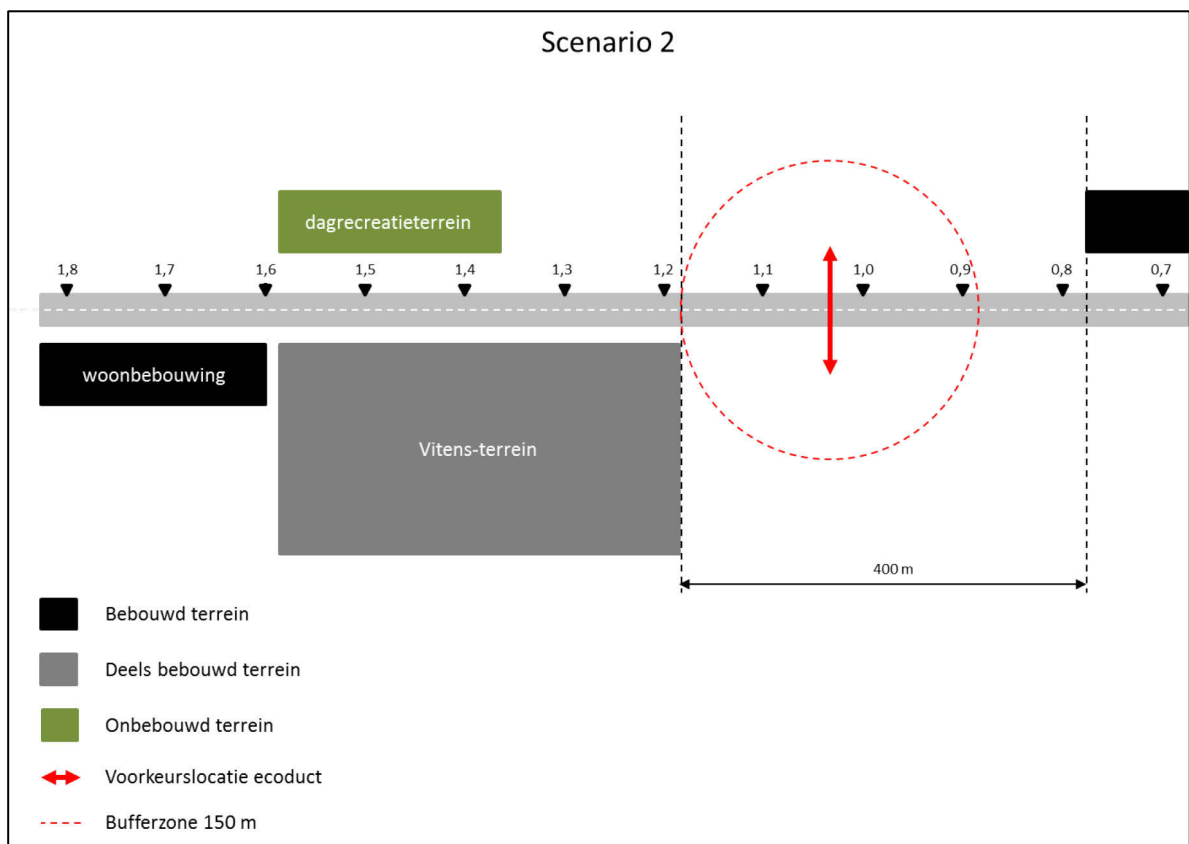 Scenario 2
dagrecreatieterrein
1,8 1,7 1,6 1,5 1,4 1,3 1,2 1,1 1,0 0,9 0,8 0,7
woonbebouwing
Vitens-terrein
400 m
Bebouwd terrein
Deels bebouwd terrein
Onbebouwd terrein
Voorkeurslocatie ecoduct
Bufferzone 150 m